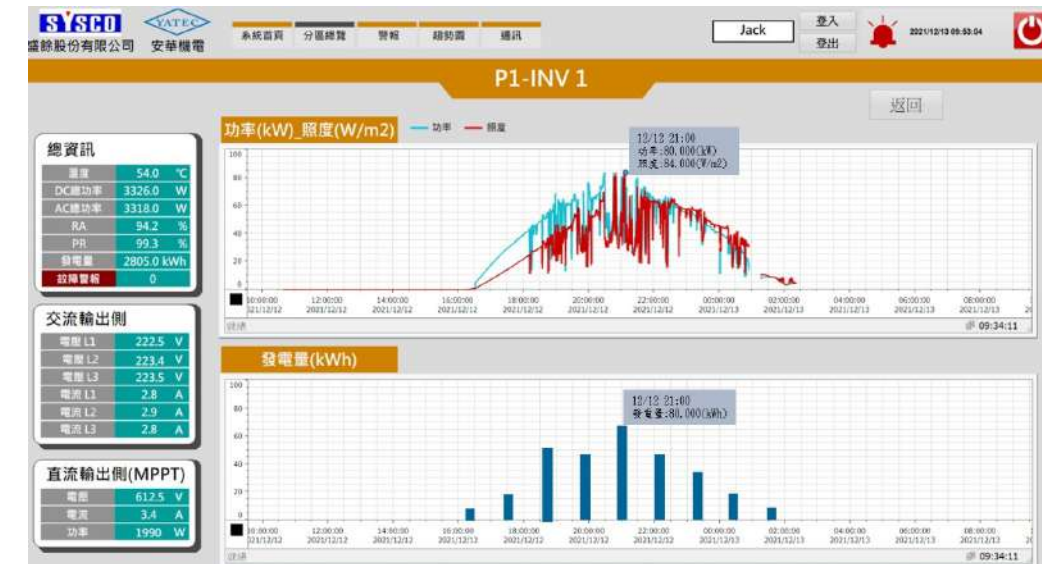 SYSCO
YATEC
盛餘股份有限公司 安華機電
系統首頁 分區總覽 警報 趨勢圖 通訊
Jack
登入
登出
2021/12/13 09:53:04
P1-INV 1
返回
總資訊
溫度 54.0 ℃
DC總功率 3326.0 W
AC總功率 3318.0 W
RA 94.2 %
PR 99.3 %
發電量 2805.0 kWh
故障警報 0
交流輸出側
電壓 L1 222.5 V
電壓 L2 223.4 V
電壓 L3 223.5 V
電流 L1 2.8 A
電流 L2 2.9 A
電流 L3 2.8 A
直流輸出側(MPPT)
電壓 612.5 V
電流 3.4 A
功率 1990 W
功率(kW)_照度(W/m2) 功率 照度
12/12 21:00
功率:80.000(kW)
照度:84.000(W/m2)
100
80
60
40
20
0
10:00:00 12:00:00 14:00:00 16:00:00 18:00:00 20:00:00 22:00:00 00:00:00 02:00:00 04:00:00 06:00:00 08:00:00
021/12/12 2021/12/12 2021/12/12 2021/12/12 2021/12/12 2021/12/12 2021/12/12 2021/12/13 2021/12/13 2021/12/13 2021/12/13 2021/12/13
09:34:11
發電量(kWh)
12/12 21:00
發電量:80.000(kWh)
100
80
60
40
20
0
10:00:00 12:00:00 14:00:00 16:00:00 18:00:00 20:00:00 22:00:00 00:00:00 02:00:00 04:00:00 06:00:00 08:00:00
021/12/12 2021/12/12 2021/12/12 2021/12/12 2021/12/12 2021/12/12 2021/12/12 2021/12/13 2021/12/13 2021/12/13 2021/12/13 2021/12/13
09:34:11